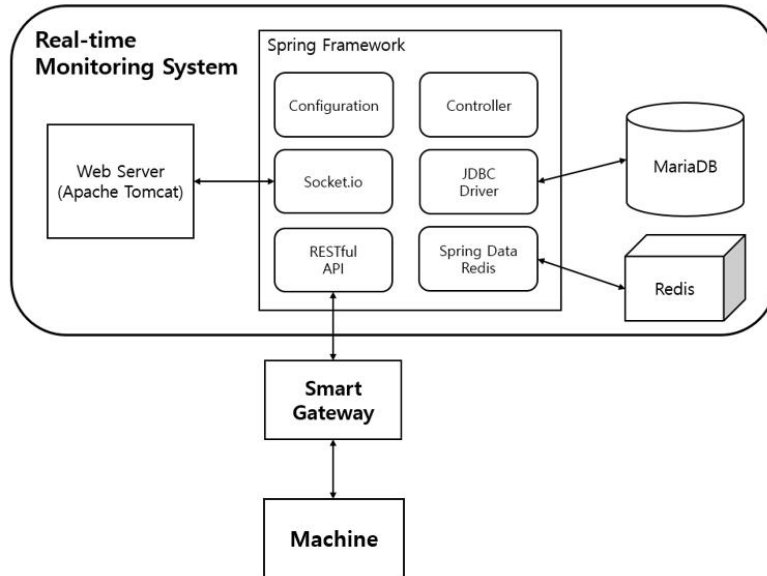 Real-time
Monitoring System
Spring Framework
Configuration
Controller
Web Server
(Apache Tomcat)
Socket.io
JDBC
Driver
MariaDB
RESTful
API
Spring Data
Redis
Redis
Smart
Gateway
Machine